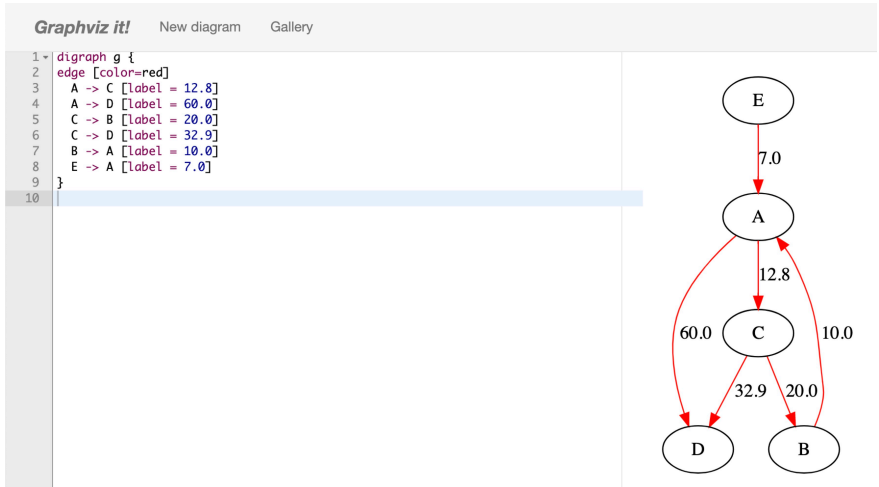 Graphviz it! New diagram Gallery
1 digraph g {
2 edge [color=red]
3 A -> C [label = 12.8]
4 A -> D [label = 60.0]
5 C -> B [label = 20.0]
6 C -> D [label = 32.9]
7 B -> A [label = 10.0]
8 E -> A [label = 7.0]
9 }
10
E
7.0
A
12.8
60.0 C 10.0
32.9 20.0
D B